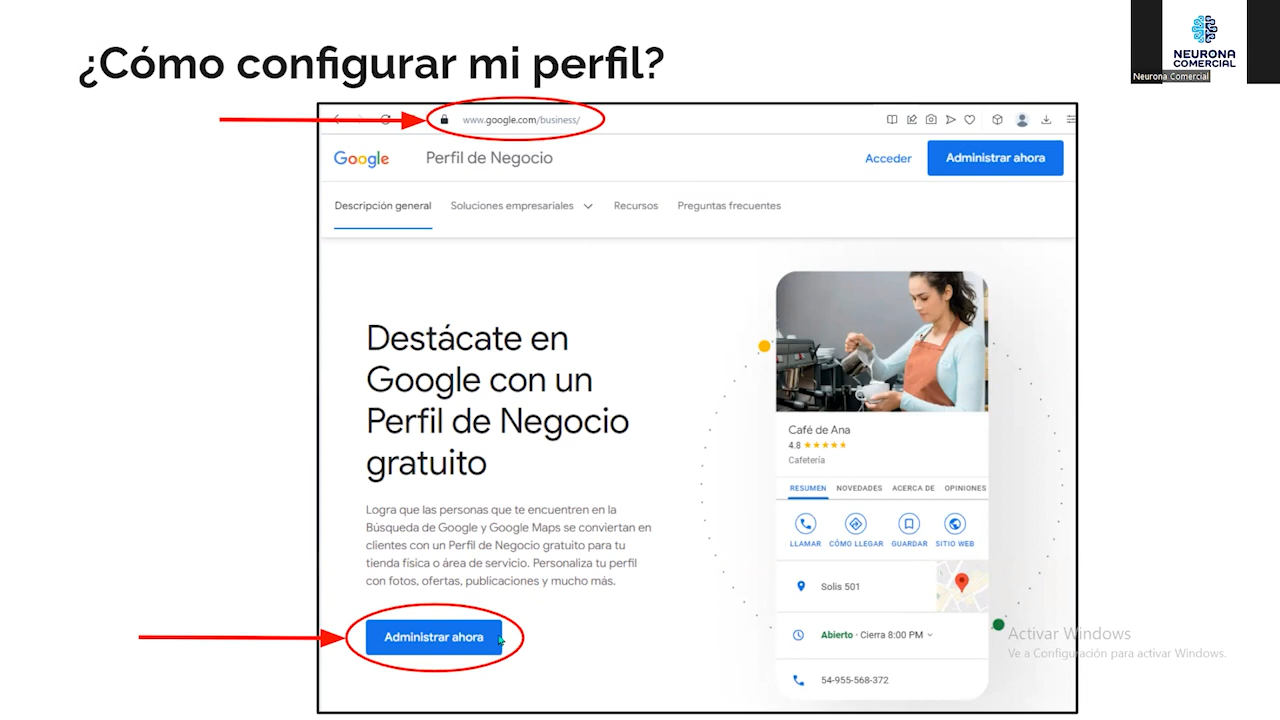 ¿Cómo configurar mi perfil?
NEURONA
COMERCIAL
Neurona Comercial
www.google.com/business/
Google
Perfil de Negocio
Acceder
Administrar ahora
Descripción general
Soluciones empresariales
Recursos
Preguntas frecuentes
Destácate en
Google con un
Perfil de Negocio
gratuito
Logra que las personas que te encuentren en la
Búsqueda de Google y Google Maps se conviertan en
clientes con un Perfil de Negocio gratuito para tu
tienda física o área de servicio. Personaliza tu perfil
con fotos, ofertas, publicaciones y mucho más.
Administrar ahora
Café de Ana
4.8
Cafetería
RESUMEN NOVEDADES ACERCA DE OPINIONES
LLAMAR CÓMO LLEGAR GUARDAR SITIO WEB
Solis 501
Abierto · Cierra 8:00 PM
54-955-568-372
Activar Windows
Ve a Configuración para activar Windows.